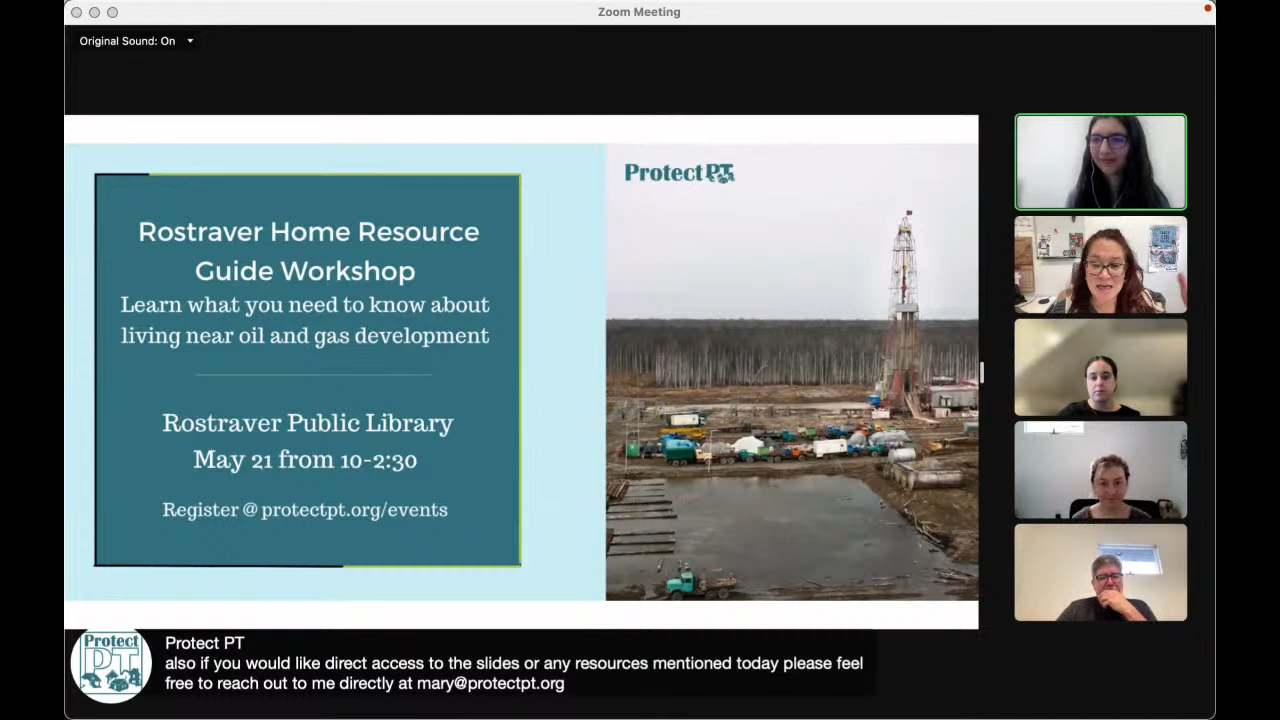 Zoom Meeting
Original Sound: On
Protect PT
Rostraver Home Resource
Guide Workshop
Learn what you need to know about
living near oil and gas development
Rostraver Public Library
May 21 from 10-2:30
Register @ protectpt.org/events
Protect
PT
Protect PT
also if you would like direct access to the slides or any resources mentioned today please feel
free to reach out to me directly at mary@protectpt.org